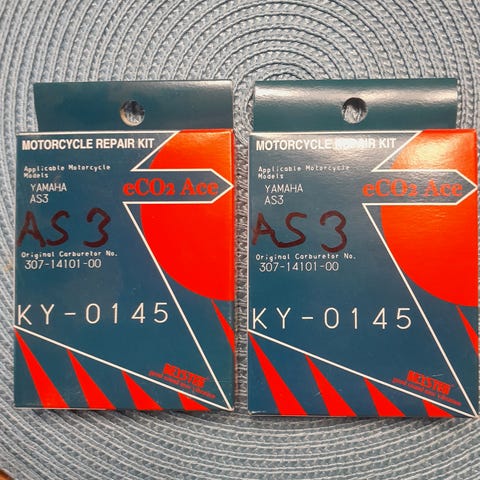 MOTORCYCLE REPAIR KIT
Applicable Motorcycle
Models
YAMAHA
AS3
eCO2 Ace
AS3
Original Carburetor No.
307-14101-00
KY-0145
KEYSTER
MOTORCYCLE REPAIR KIT
Applicable Motorcycle
Models
YAMAHA
AS3
eCO2 Ace
AS3
Original Carburetor No.
307-14101-00
KY-0145
KEYSTER